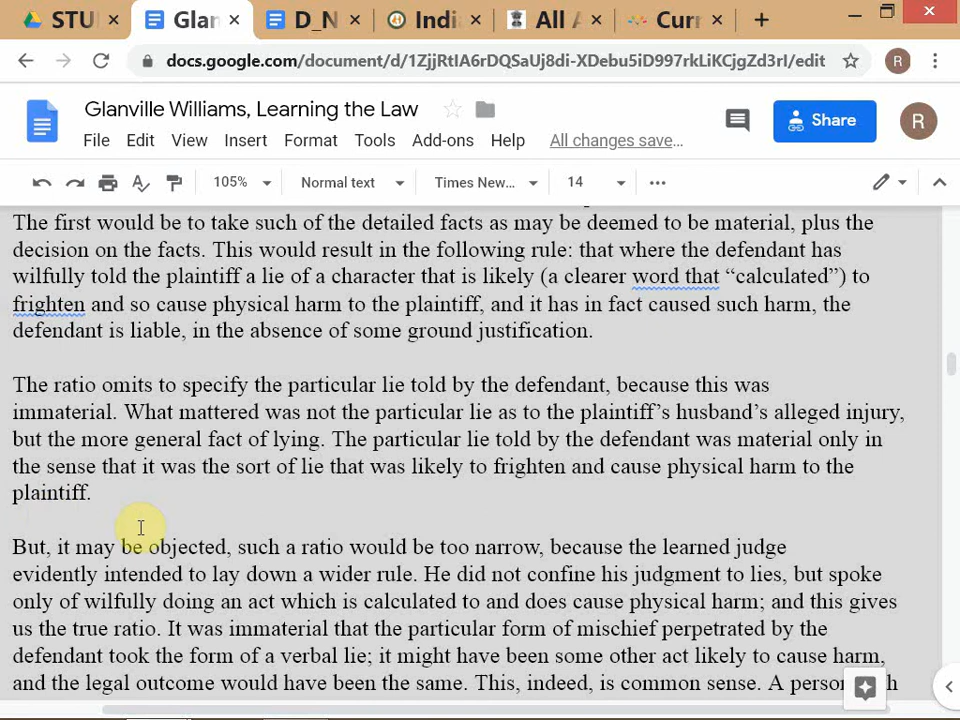 STU
Glan
D_N
Indi
All A
Curr
docs.google.com/document/d/1ZjjRtIA6rDQSaUj8di-XDebu5iD997rkLiKCjgZd3rI/edit
R
Glanville Williams, Learning the Law
Share
R
File Edit View Insert Format Tools Add-ons Help All changes save...
105% Normal text Times New... 14
The first would be to take such of the detailed facts as may be deemed to be material, plus the
decision on the facts. This would result in the following rule: that where the defendant has
wilfully told the plaintiff a lie of a character that is likely (a clearer word that “calculated”) to
frighten and so cause physical harm to the plaintiff, and it has in fact caused such harm, the
defendant is liable, in the absence of some ground justification.
The ratio omits to specify the particular lie told by the defendant, because this was
immaterial. What mattered was not the particular lie as to the plaintiff’s husband’s alleged injury,
but the more general fact of lying. The particular lie told by the defendant was material only in
the sense that it was the sort of lie that was likely to frighten and cause physical harm to the
plaintiff.
But, it may be objected, such a ratio would be too narrow, because the learned judge
evidently intended to lay down a wider rule. He did not confine his judgment to lies, but spoke
only of wilfully doing an act which is calculated to and does cause physical harm; and this gives
us the true ratio. It was immaterial that the particular form of mischief perpetrated by the
defendant took the form of a verbal lie; it might have been some other act likely to cause harm,
and the legal outcome would have been the same. This, indeed, is common sense. A person